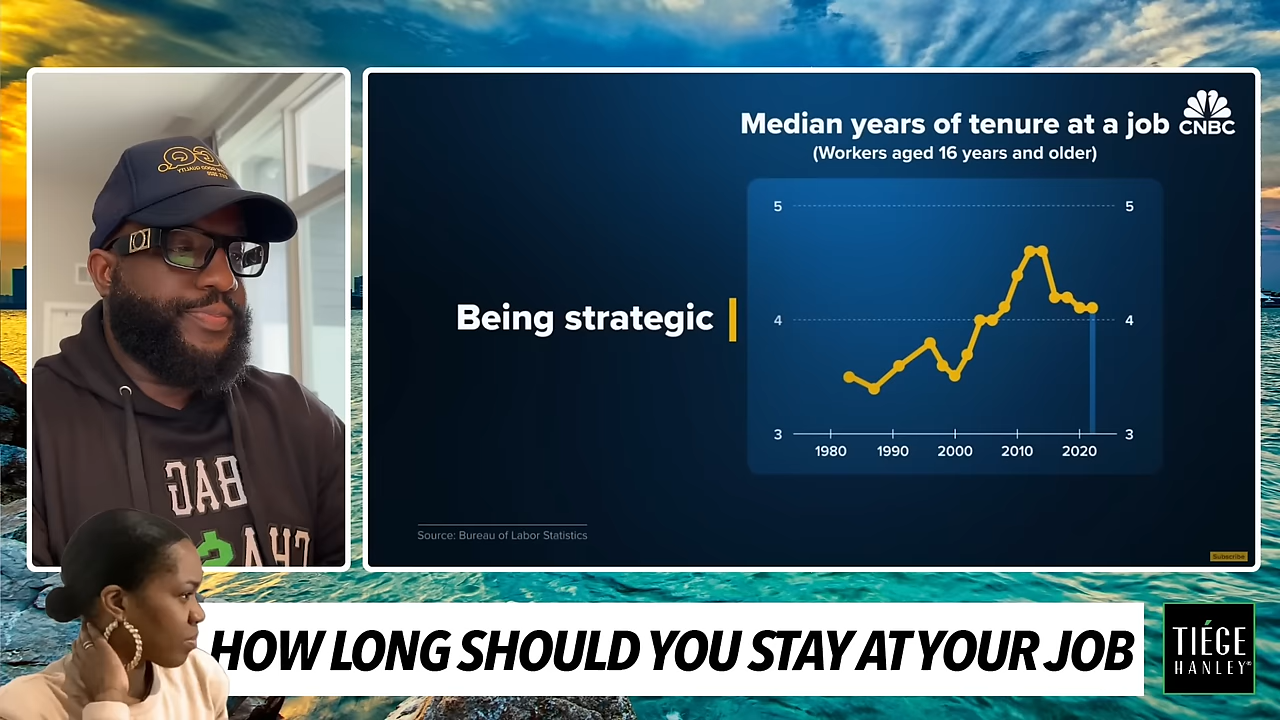 Median years of tenure at a job
CNBC
(Workers aged 16 years and older)
5 5
Being strategic
4 4
3 3
1980 1990 2000 2010 2020
Source: Bureau of Labor Statistics
Subscribe
BAG
HOW LONG SHOULD YOU STAY AT YOUR JOB
TIÉGE
HANLEY®